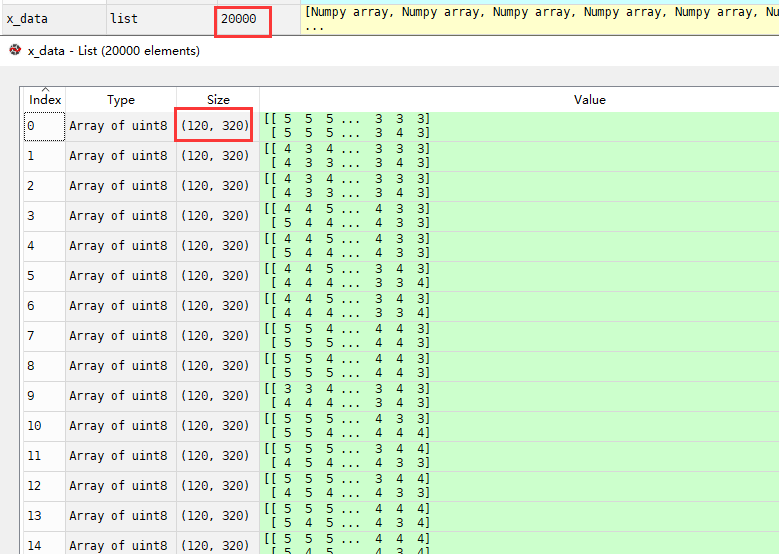 x_data list 20000 [Numpy array, Numpy array, Numpy array, Numpy array, Numpy array, Nu
...
x_data - List (20000 elements)
Index Type Size Value
0 Array of uint8 (120, 320) [[ 5 5 5 ... 3 3 3]
[ 5 5 5 ... 3 4 3]
1 Array of uint8 (120, 320) [[ 4 3 4 ... 3 3 3]
[ 4 3 3 ... 3 4 3]
2 Array of uint8 (120, 320) [[ 4 3 4 ... 3 3 3]
[ 4 3 3 ... 3 4 3]
3 Array of uint8 (120, 320) [[ 4 4 5 ... 4 3 3]
[ 5 4 4 ... 4 3 3]
4 Array of uint8 (120, 320) [[ 4 4 5 ... 4 3 3]
[ 5 4 4 ... 4 3 3]
5 Array of uint8 (120, 320) [[ 4 4 5 ... 3 4 3]
[ 4 4 4 ... 3 3 4]
6 Array of uint8 (120, 320) [[ 4 4 5 ... 3 4 3]
[ 4 4 4 ... 3 3 4]
7 Array of uint8 (120, 320) [[ 5 5 5 ... 4 4 3]
[ 5 5 5 ... 4 4 3]
8 Array of uint8 (120, 320) [[ 5 5 5 ... 4 4 3]
[ 5 5 5 ... 4 4 3]
9 Array of uint8 (120, 320) [[ 3 3 4 ... 3 4 3]
[ 3 4 4 ... 3 4 3]
10 Array of uint8 (120, 320) [[ 5 5 5 ... 4 3 3]
[ 5 5 4 ... 4 4 4]
11 Array of uint8 (120, 320) [[ 5 5 5 ... 3 4 4]
[ 4 5 4 ... 4 3 3]
12 Array of uint8 (120, 320) [[ 5 5 5 ... 3 4 4]
[ 4 5 4 ... 4 3 3]
13 Array of uint8 (120, 320) [[ 5 5 5 ... 4 4 4]
[ 5 4 5 ... 4 3 4]
14 Array of uint8 (120, 320) [[ 5 5 5 ... 4 4 4]